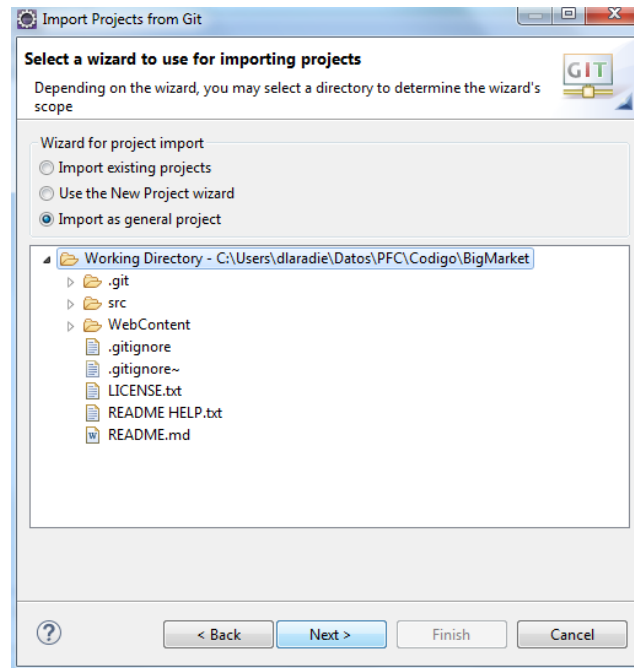 Import Projects from Git
Select a wizard to use for importing projects
Depending on the wizard, you may select a directory to determine the wizard's
scope
GIT
Wizard for project import
Import existing projects
Use the New Project wizard
Import as general project
Working Directory - C:\Users\dlaradie\Datos\PFC\Codigo\BigMarket
.git
src
WebContent
.gitignore
.gitignore~
LICENSE.txt
README HELP.txt
README.md
? < Back Next > Finish Cancel